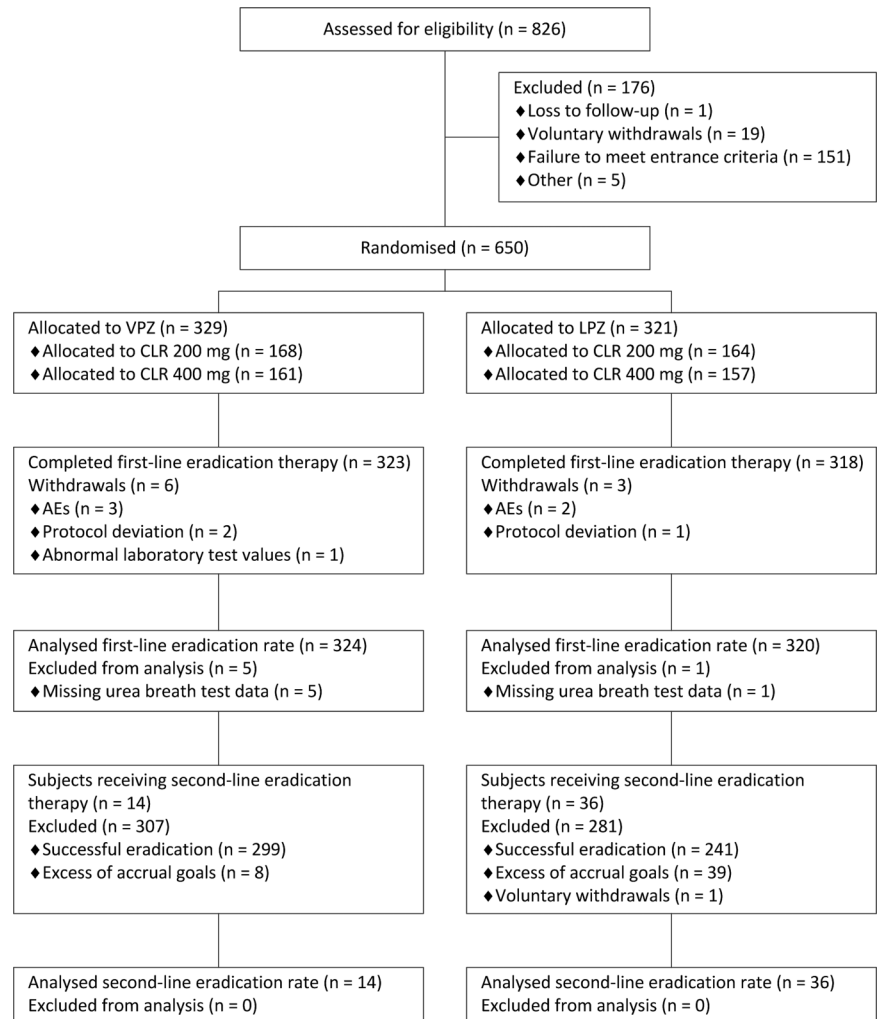 Assessed for eligibility (n = 826)
Excluded (n = 176)
♦Loss to follow-up (n = 1)
♦Voluntary withdrawals (n = 19)
♦Failure to meet entrance criteria (n = 151)
♦Other (n = 5)
Randomised (n = 650)
Allocated to VPZ (n = 329)
♦Allocated to CLR 200 mg (n = 168)
♦Allocated to CLR 400 mg (n = 161)
Allocated to LPZ (n = 321)
♦Allocated to CLR 200 mg (n = 164)
♦Allocated to CLR 400 mg (n = 157)
Completed first-line eradication therapy (n = 323)
Withdrawals (n = 6)
♦AEs (n = 3)
♦Protocol deviation (n = 2)
♦Abnormal laboratory test values (n = 1)
Completed first-line eradication therapy (n = 318)
Withdrawals (n = 3)
♦AEs (n = 2)
♦Protocol deviation (n = 1)
Analysed first-line eradication rate (n = 324)
Excluded from analysis (n = 5)
♦Missing urea breath test data (n = 5)
Analysed first-line eradication rate (n = 320)
Excluded from analysis (n = 1)
♦Missing urea breath test data (n = 1)
Subjects receiving second-line eradication
therapy (n = 14)
Excluded (n = 307)
♦Successful eradication (n = 299)
♦Excess of accrual goals (n = 8)
Subjects receiving second-line eradication
therapy (n = 36)
Excluded (n = 281)
♦Successful eradication (n = 241)
♦Excess of accrual goals (n = 39)
♦Voluntary withdrawals (n = 1)
Analysed second-line eradication rate (n = 14)
Excluded from analysis (n = 0)
Analysed second-line eradication rate (n = 36)
Excluded from analysis (n = 0)